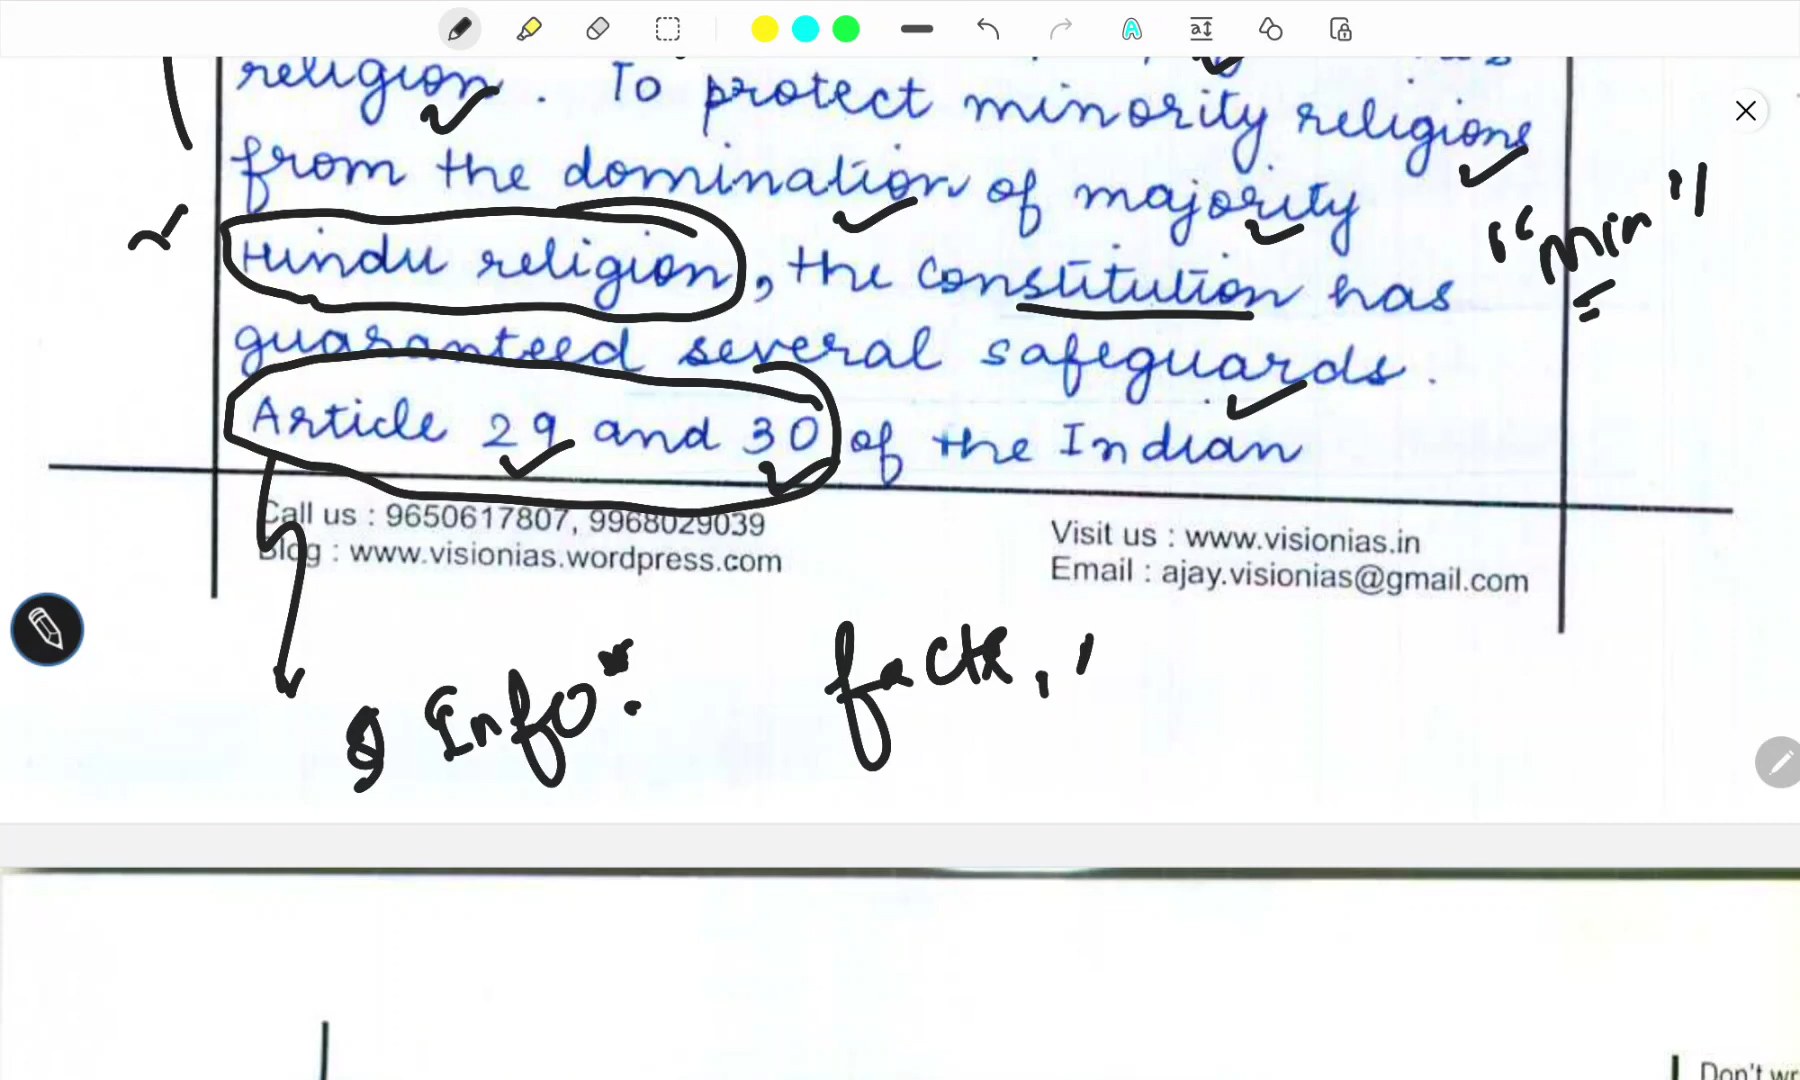 religion. To protect minority religions
from the domination of majority
Hindu religion, the constitution has
"min"
guaranteed several safeguards.
Article 29 and 30 of the Indian
Call us : 9650617807, 9968029039
Blog : www.visionias.wordpress.com
Visit us : www.visionias.in
Email : ajay.visionias@gmail.com
Info
facts
Don't wr